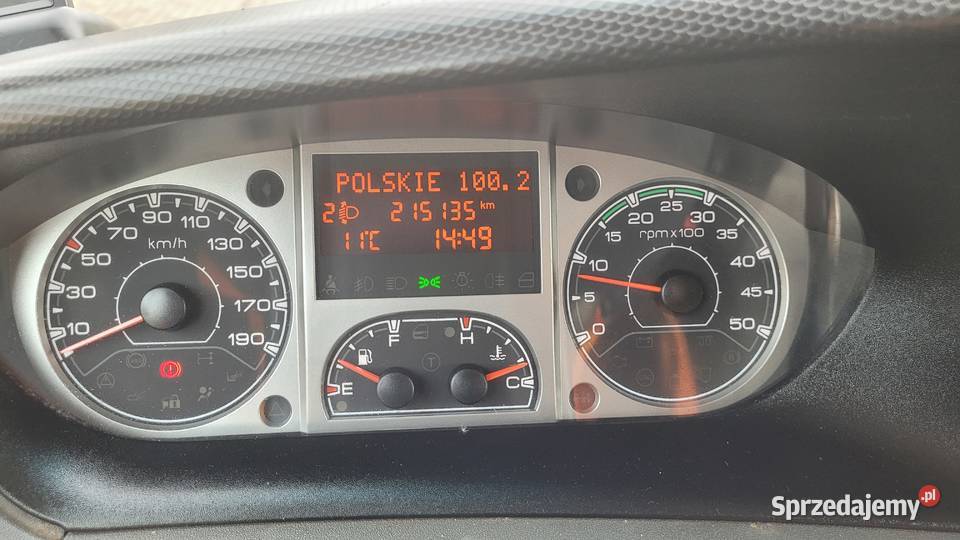 POLSKIE 100.2
2 215135 km
11°C 14:49
10 30 50 70 90 110 130 150 170 190
km/h
0 5 10 15 20 25 30 35 40 45 50
rpm x 100
E F H C
T
Sprzedajemy.pl